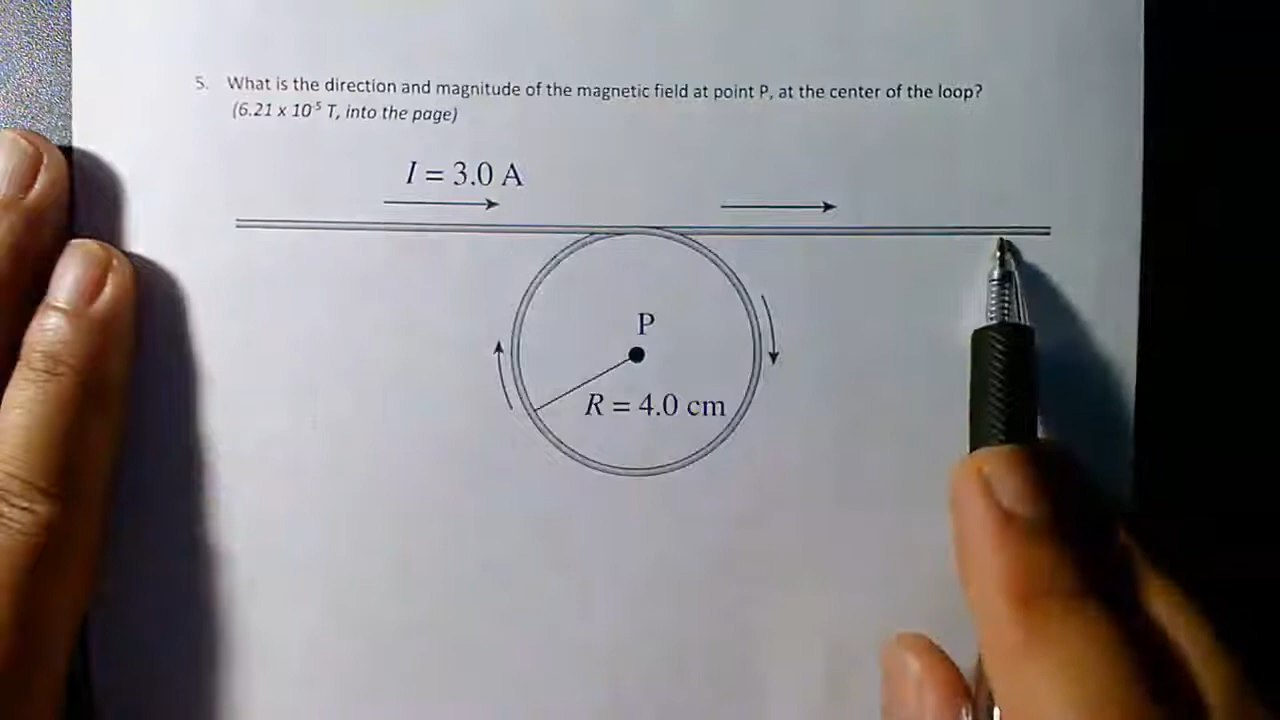 5. What is the direction and magnitude of the magnetic field at point P, at the center of the loop?
(6.21 x 10⁻⁵ T, into the page)
I = 3.0 A
P
R = 4.0 cm